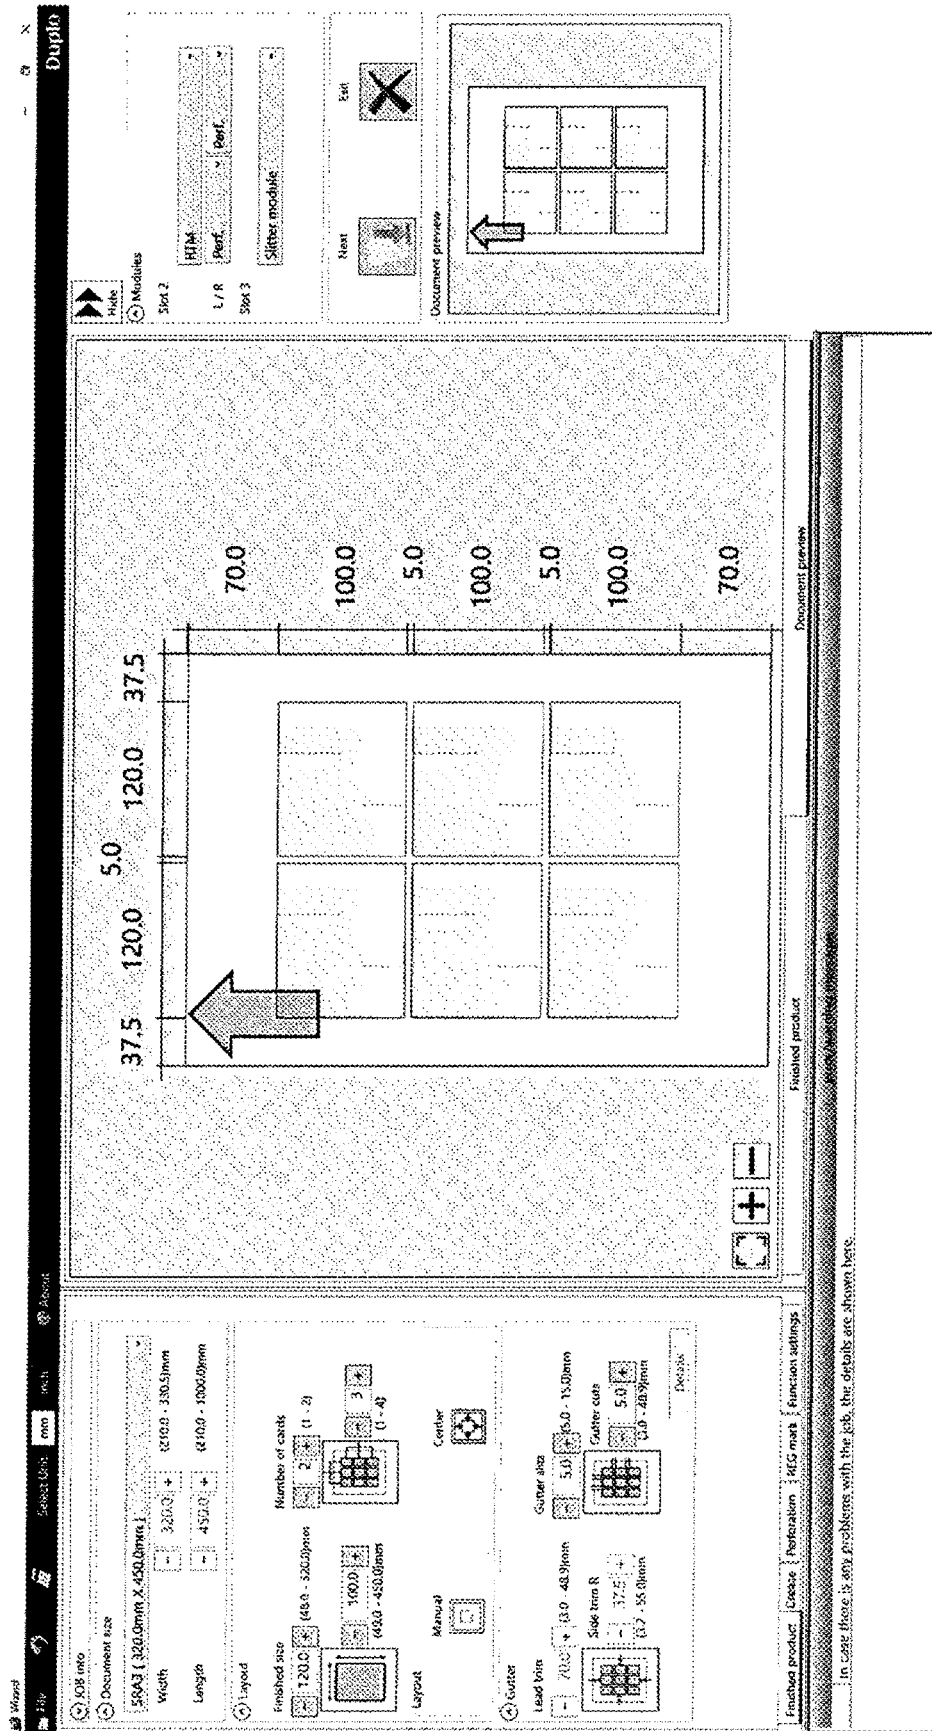 Wizard
File
Select Unit mm inch About
Duplo
JOB info
Document size
SRA3 ( 320.0mm X 450.0mm )
Width - 320.0 + (210.0 - 330.5)mm
Length - 450.0 + (210.0 - 1000.0)mm
Layout
Finished size Number of cards
- 120.0 + (48.0 - 320.0)mm - 2 + (1 - 2)
- 100.0 + - 3 +
(49.0 - 450.0)mm (1 - 4)
Layout Manual Center
Gutter
Lead trim Gutter size
- 70.0 + (3.0 - 48.9)mm - 5.0 + (5.0 - 15.0)mm
Side trim R Gutter cuts
- 37.5 + - 5.0 +
(3.2 - 55.0)mm (3.0 - 48.9)mm
Details
Finished product Crease Perforation REG mark Function settings
37.5 120.0 5.0 120.0 37.5
70.0
100.0
5.0
100.0
5.0
100.0
70.0
Finished product Document preview
Hide
Modules
Slot 2 RTM
L / R Perf. Perf.
Slot 3 Slitter module
Next Exit
Document preview
In case there is any problems with the job, the details are shown here.